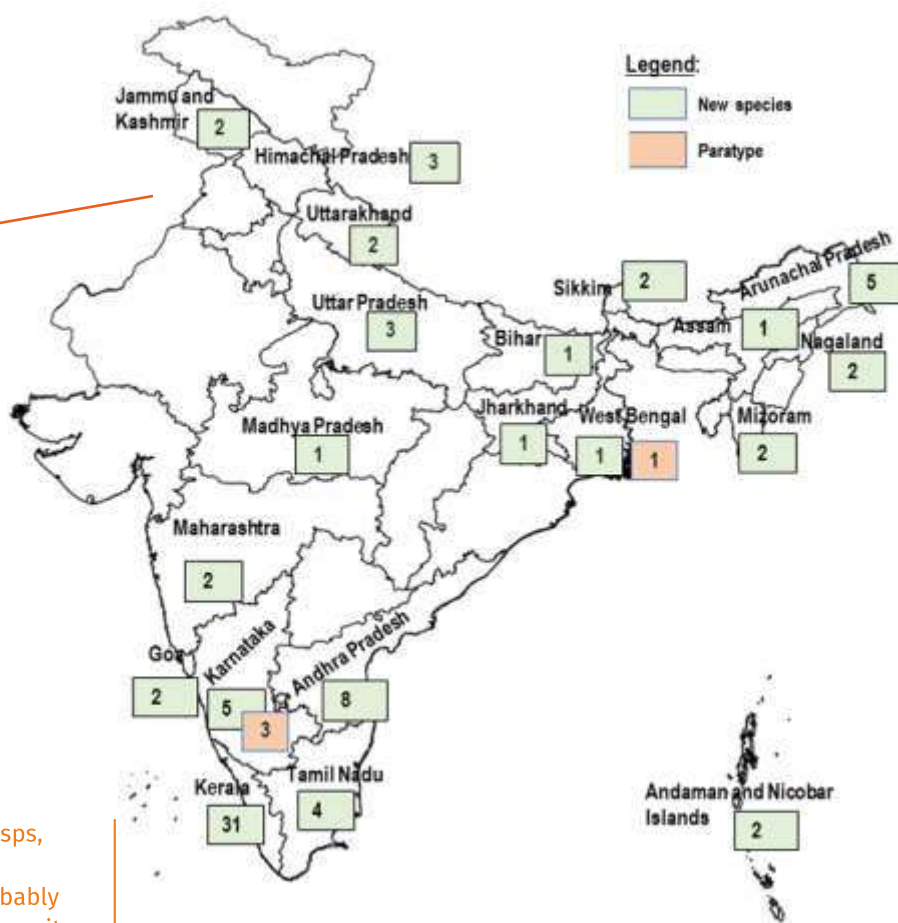 Legend:
New species
Paratype
Jammu and
Kashmir
2
Himachal Pradesh
3
Uttarakhand
2
Uttar Pradesh
3
Sikkim
2
Arunachal Pradesh
5
Assam
1
Nagaland
2
Bihar
1
Jharkhand
1
West Bengal
1
1
Mizoram
2
Madhya Pradesh
1
Maharashtra
2
Goa
2
Karnataka
5
3
Andhra Pradesh
8
Kerala
31
Tamil Nadu
4
Andaman and Nicobar
Islands
2
sps,
bably